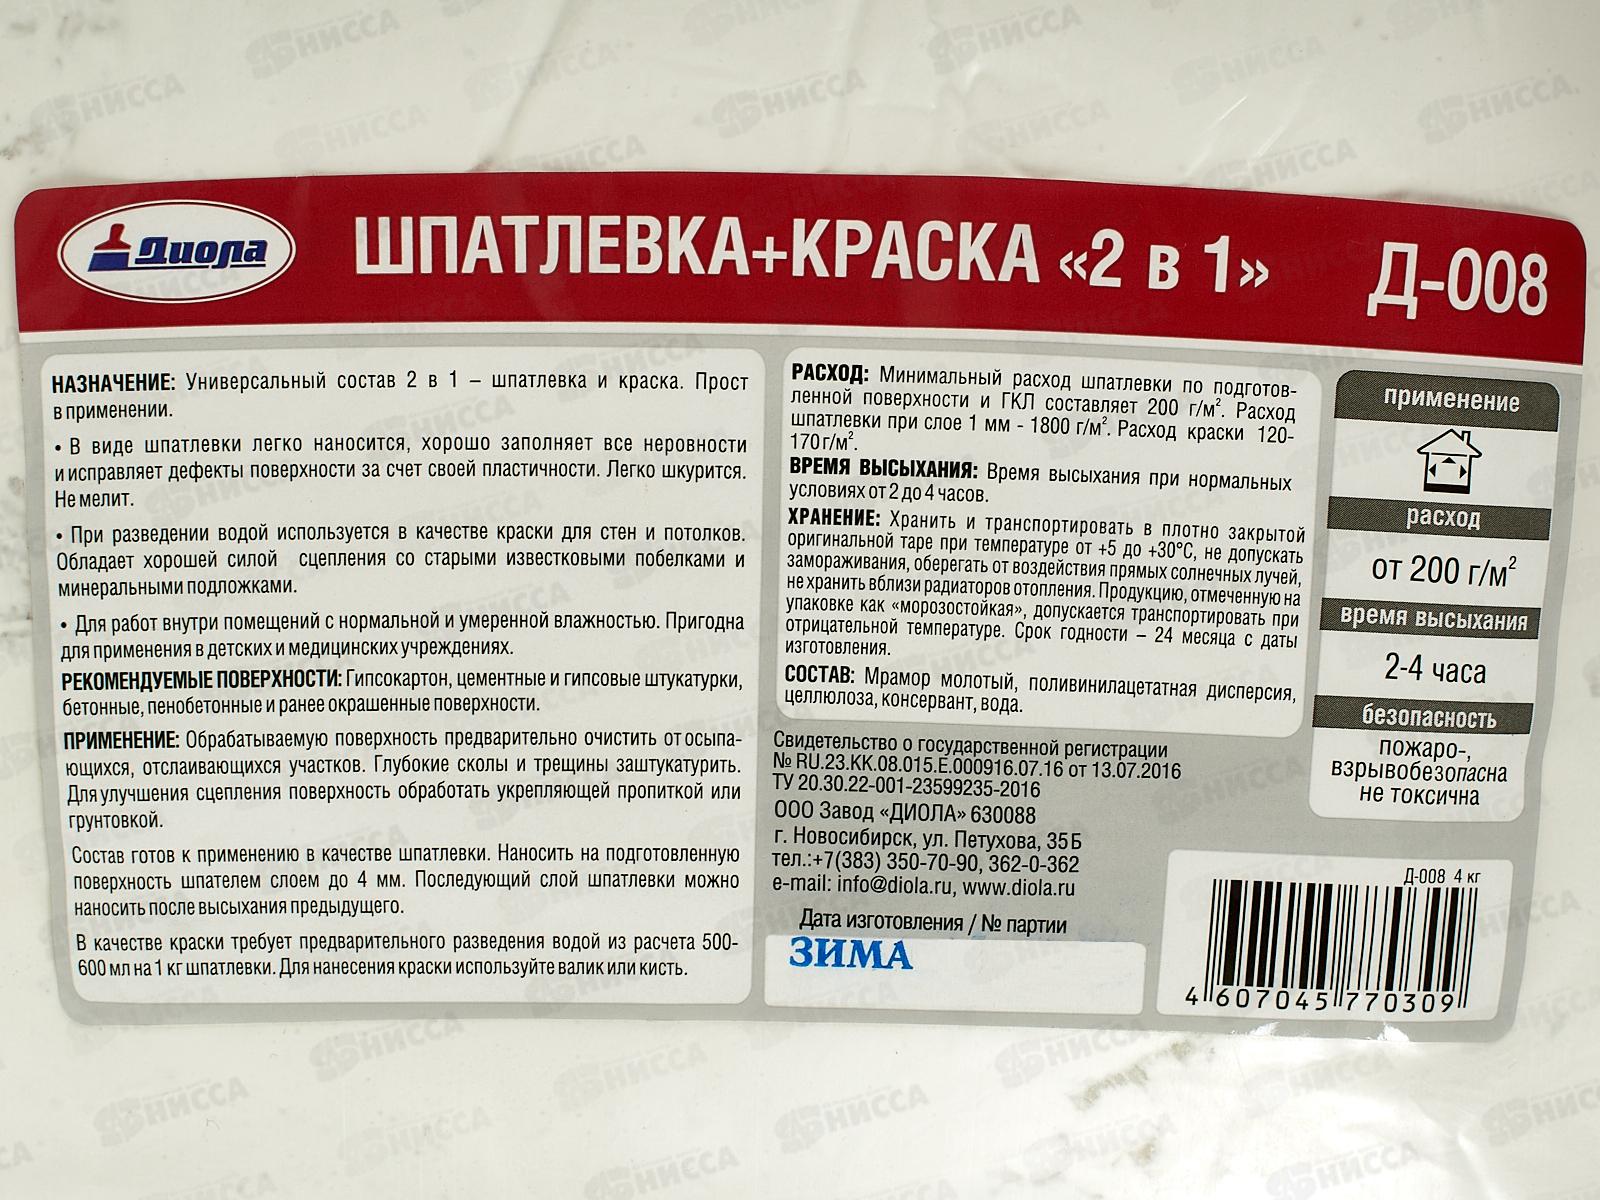 Диола
ШПАТЛЕВКА+КРАСКА «2 в 1»
Д-008
НАЗНАЧЕНИЕ: Универсальный состав 2 в 1 – шпатлевка и краска. Прост
в применении.
• В виде шпатлевки легко наносится, хорошо заполняет все неровности
и исправляет дефекты поверхности за счет своей пластичности. Легко шкурится.
Не мелит.
• При разведении водой используется в качестве краски для стен и потолков.
Обладает хорошей силой сцепления со старыми известковыми побелками и
минеральными подложками.
• Для работ внутри помещений с нормальной и умеренной влажностью. Пригодна
для применения в детских и медицинских учреждениях.
РЕКОМЕНДУЕМЫЕ ПОВЕРХНОСТИ: Гипсокартон, цементные и гипсовые штукатурки,
бетонные, пенобетонные и ранее окрашенные поверхности.
ПРИМЕНЕНИЕ: Обрабатываемую поверхность предварительно очистить от осыпа-
ющихся, отслаивающихся участков. Глубокие сколы и трещины заштукатурить.
Для улучшения сцепления поверхность обработать укрепляющей пропиткой или
грунтовкой.
Состав готов к применению в качестве шпатлевки. Наносить на подготовленную
поверхность шпателем слоем до 4 мм. Последующий слой шпатлевки можно
наносить после высыхания предыдущего.
В качестве краски требует предварительного разведения водой из расчета 500-
600 мл на 1 кг шпатлевки. Для нанесения краски используйте валик или кисть.
РАСХОД: Минимальный расход шпатлевки по подготов-
ленной поверхности и ГКЛ составляет 200 г/м². Расход
шпатлевки при слое 1 мм - 1800 г/м². Расход краски 120-
170 г/м².
ВРЕМЯ ВЫСЫХАНИЯ: Время высыхания при нормальных
условиях от 2 до 4 часов.
ХРАНЕНИЕ: Хранить и транспортировать в плотно закрытой
оригинальной таре при температуре от +5 до +30°С, не допускать
замораживания, оберегать от воздействия прямых солнечных лучей,
не хранить вблизи радиаторов отопления. Продукцию, отмеченную на
упаковке как «морозостойкая», допускается транспортировать при
отрицательной температуре. Срок годности – 24 месяца с даты
изготовления.
СОСТАВ: Мрамор молотый, поливинилацетатная дисперсия,
целлюлоза, консервант, вода.
Свидетельство о государственной регистрации
№ RU.23.KK.08.015.E.000916.07.16 от 13.07.2016
ТУ 20.30.22-001-23599235-2016
ООО Завод «ДИОЛА» 630088
г. Новосибирск, ул. Петухова, 35Б
тел.:+7(383) 350-70-90, 362-0-362
e-mail: info@diola.ru, www.diola.ru
Дата изготовления / № партии
ЗИМА
применение
расход
от 200 г/м²
время высыхания
2-4 часа
безопасность
пожаро-,
взрывобезопасна
не токсична
Д-008 4 кг
4 607045 770309
НИССА